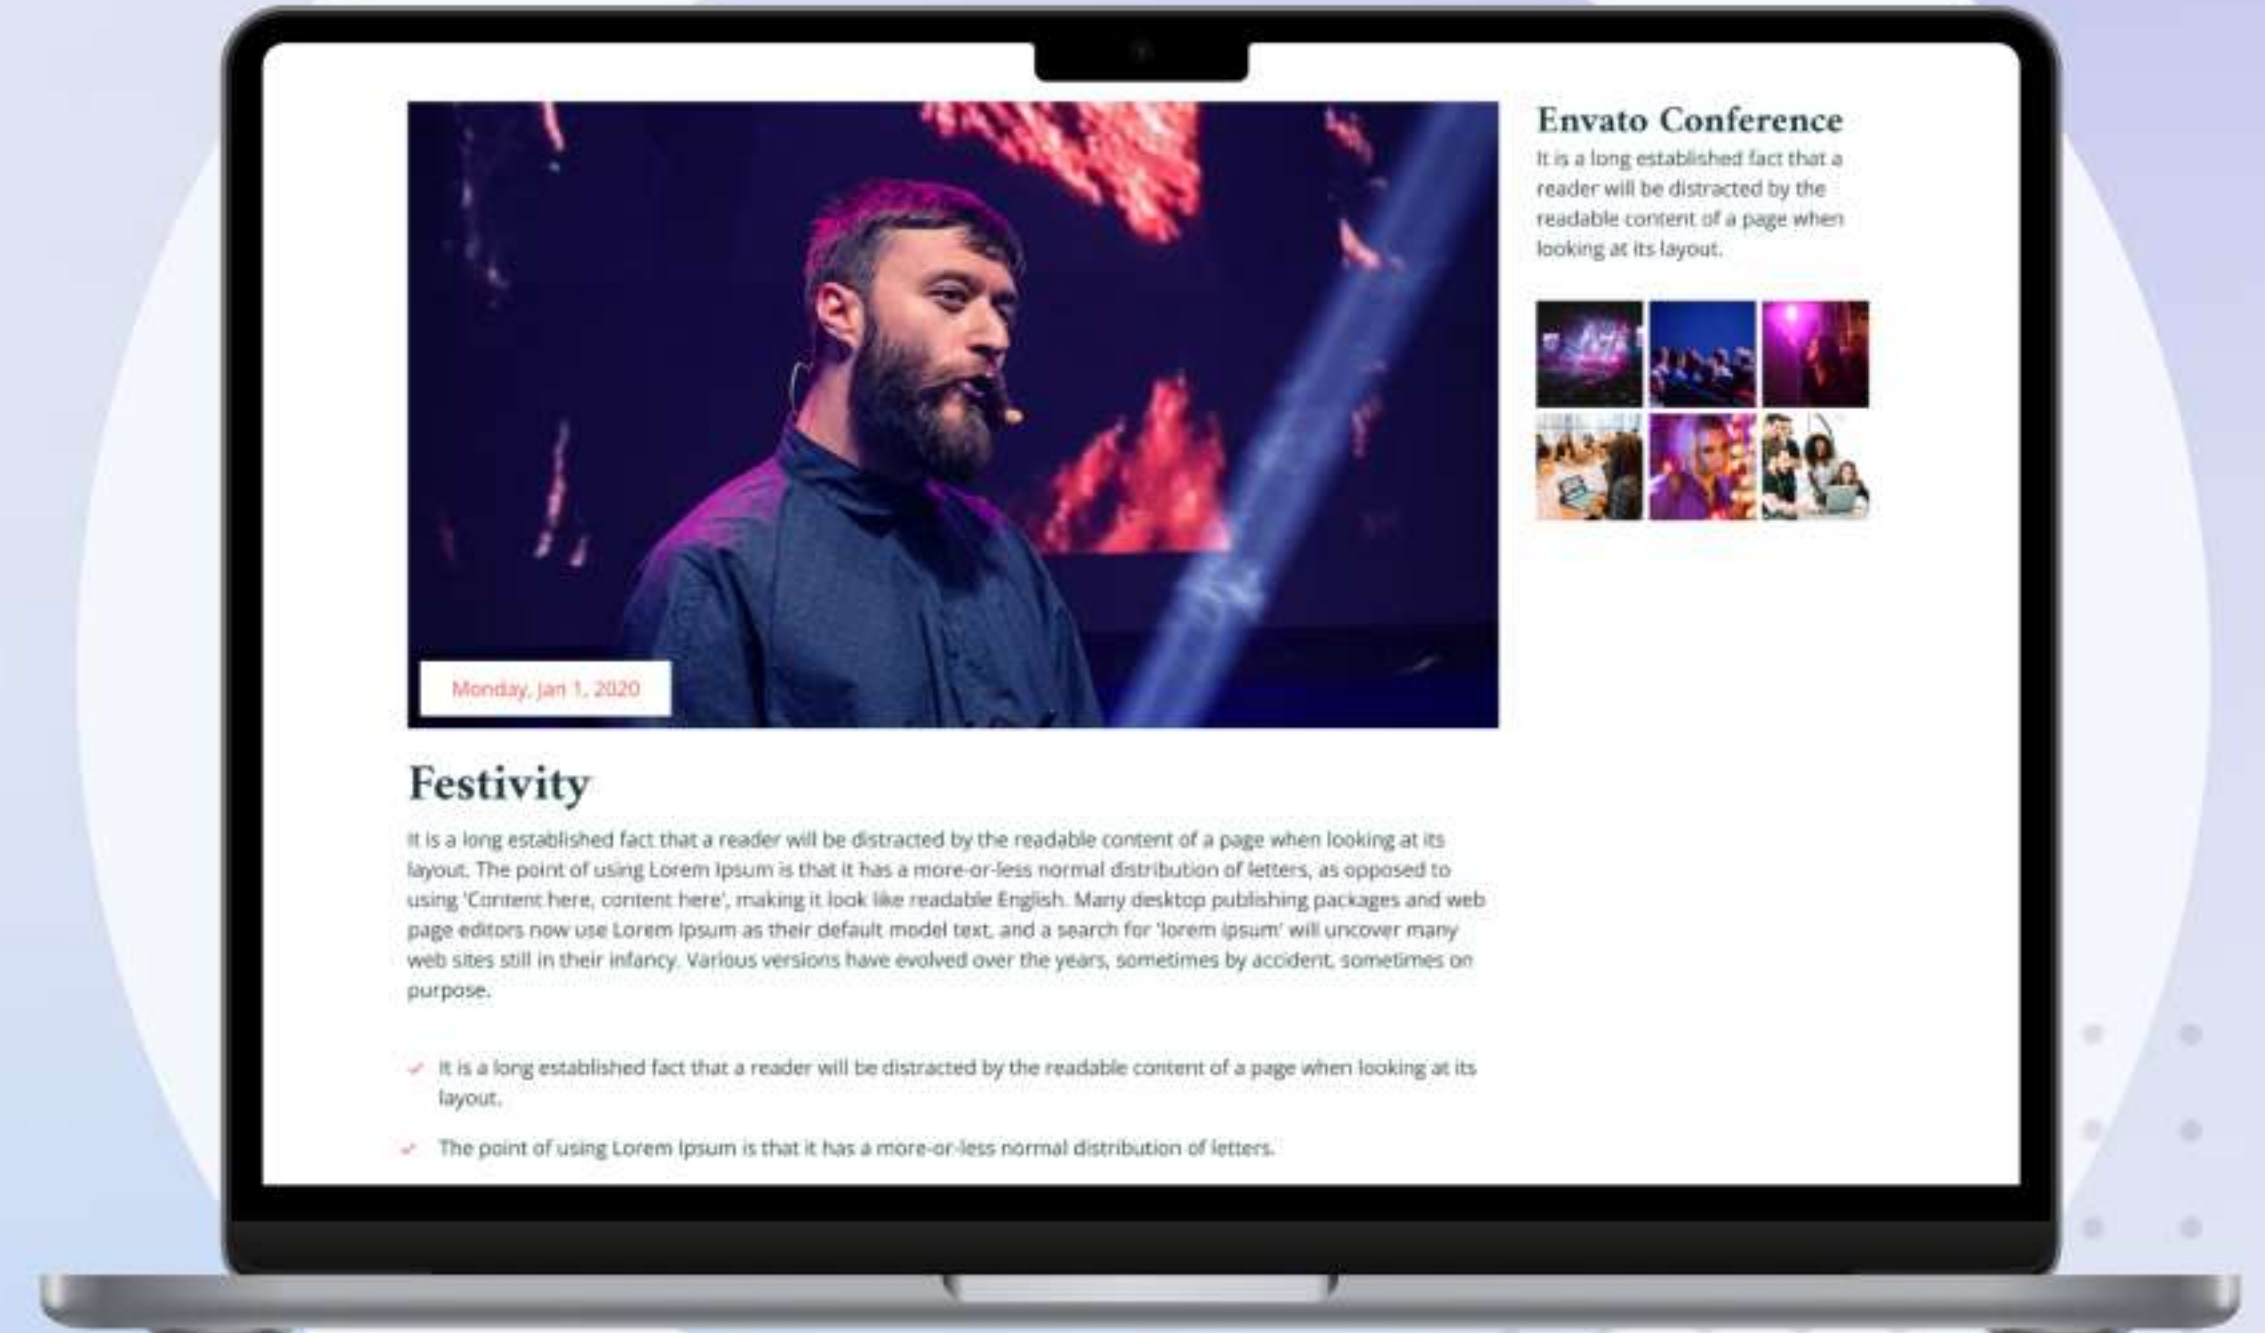 Envato Conference
It is a long established fact that a
reader will be distracted by the
readable content of a page when
looking at its layout.
Monday, Jan 1, 2020
Festivity
It is a long established fact that a reader will be distracted by the readable content of a page when looking at its
layout. The point of using Lorem Ipsum is that it has a more-or-less normal distribution of letters, as opposed to
using 'Content here, content here', making it look like readable English. Many desktop publishing packages and web
page editors now use Lorem Ipsum as their default model text, and a search for 'lorem ipsum' will uncover many
web sites still in their infancy. Various versions have evolved over the years, sometimes by accident, sometimes on
purpose.
It is a long established fact that a reader will be distracted by the readable content of a page when looking at its
layout.
The point of using Lorem Ipsum is that it has a more-or-less normal distribution of letters.